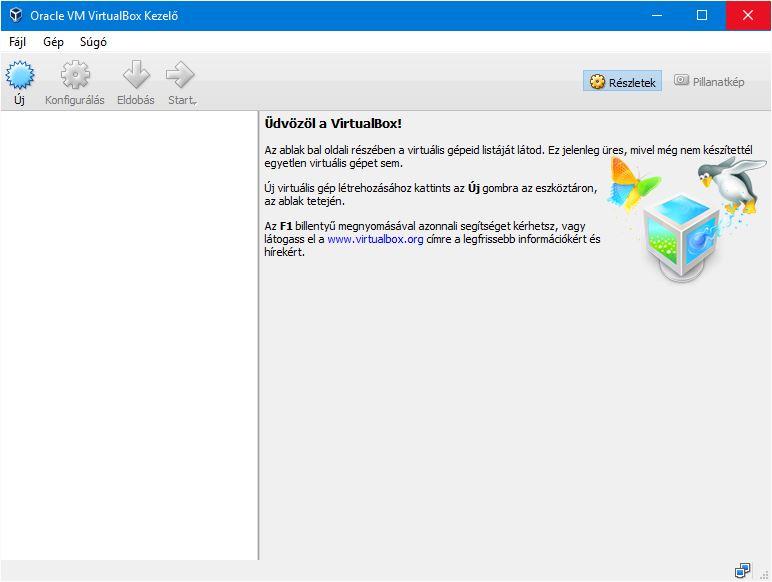 Oracle VM VirtualBox Kezelő
Fájl Gép Súgó
Új Konfigurálás Eldobás Start
Részletek Pillanatkép
Üdvözöl a VirtualBox!
Az ablak bal oldali részében a virtuális gépeid listáját látod. Ez jelenleg üres, mivel még nem készítettél
egyetlen virtuális gépet sem.
Új virtuális gép létrehozásához kattints az Új gombra az eszköztáron,
az ablak tetején.
Az F1 billentyű megnyomásával azonnali segítséget kérhetsz, vagy
látogass el a www.virtualbox.org címre a legfrissebb információkért és
hírekért.